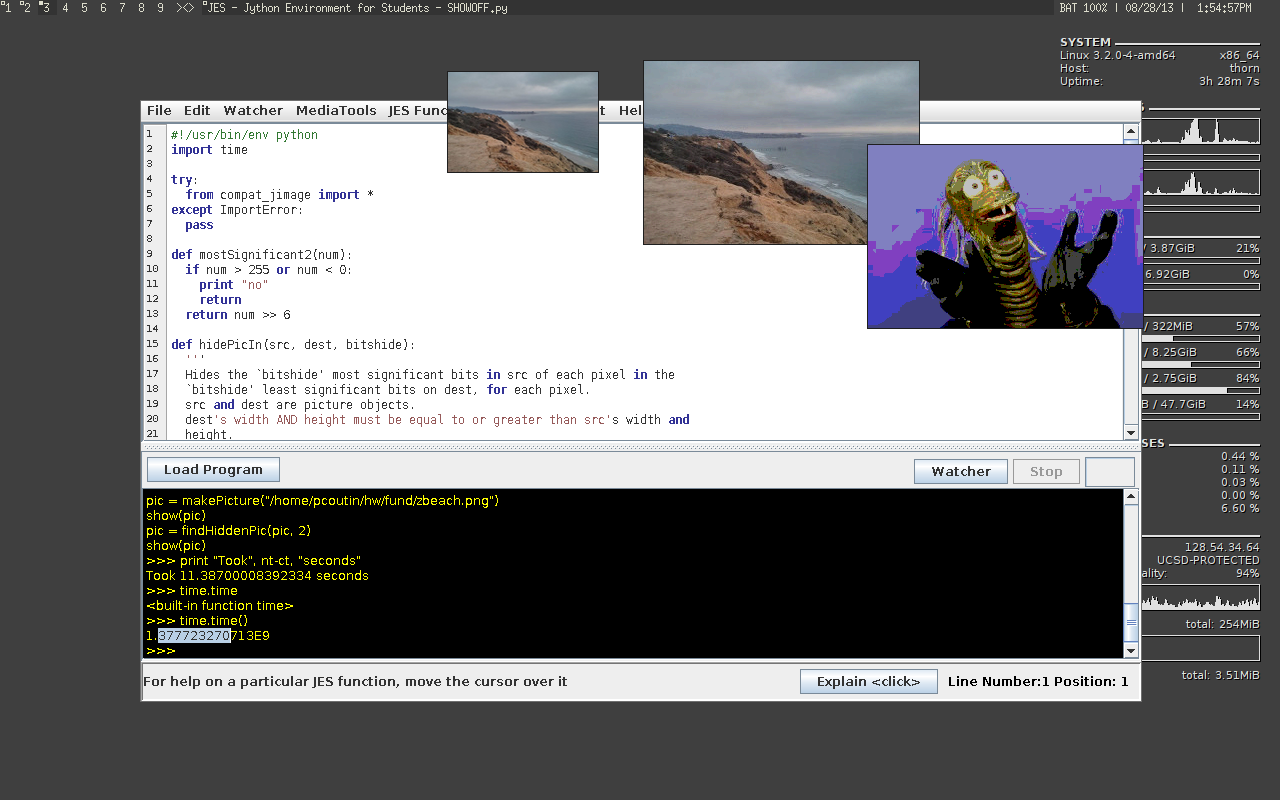 1 2 3 4 5 6 7 8 9 ><> JES - Jython Environment for Students - SHOWOFF.py
BAT 100% | 08/28/13 | 1:54:57PM
SYSTEM
Linux 3.2.0-4-amd64 x86_64
Host: thorn
Uptime: 3h 28m 7s
File Edit Watcher MediaTools JES Func t Hel
1 #!/usr/bin/env python
2 import time
3
4 try:
5 from compat_jimage import *
6 except ImportError:
7 pass
8
9 def mostSignificant2(num):
10 if num > 255 or num < 0:
11 print "no"
12 return
13 return num >> 6
14
15 def hidePicIn(src, dest, bitshide):
16 '''
17 Hides the `bitshide' most significant bits in src of each pixel in the
18 `bitshide' least significant bits on dest, for each pixel.
19 src and dest are picture objects.
20 dest's width AND height must be equal to or greater than src's width and
21 height.
/ 3.87GiB 21%
6.92GiB 0%
/ 322MiB 57%
/ 8.25GiB 66%
/ 2.75GiB 84%
B / 47.7GiB 14%
SES
0.44 %
0.11 %
0.03 %
0.00 %
6.60 %
128.54.34.64
UCSD-PROTECTED
ality: 94%
total: 254MiB
total: 3.51MiB
Load Program Watcher Stop
pic = makePicture("/home/pcoutin/hw/fund/zbeach.png")
show(pic)
pic = findHiddenPic(pic, 2)
show(pic)
>>> print "Took", nt-ct, "seconds"
Took 11.38700008392334 seconds
>>> time.time
<built-in function time>
>>> time.time()
1.377723270713E9
>>>
For help on a particular JES function, move the cursor over it
Explain <click> Line Number:1 Position: 1